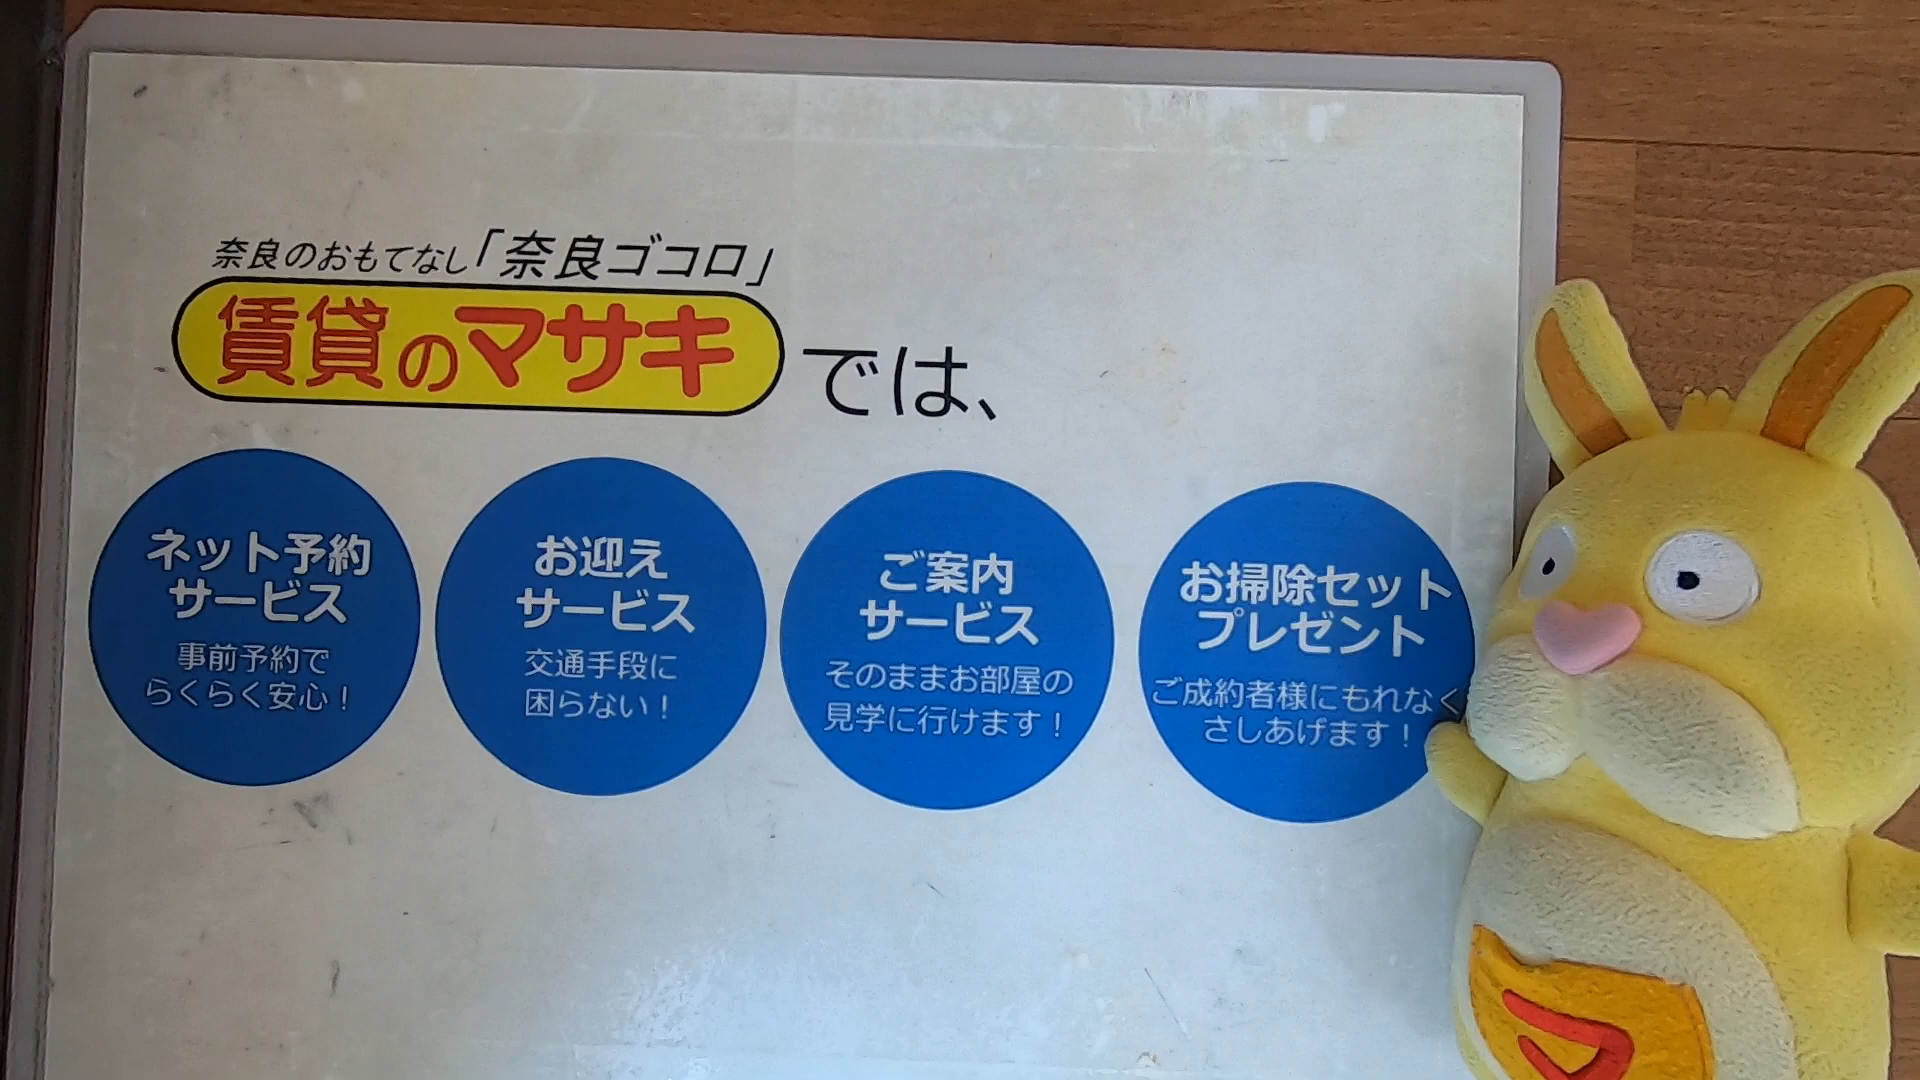 奈良のおもてなし「奈良ゴコロ」
賃貸のマサキでは、
ネット予約
サービス
事前予約で
らくらく安心！
お迎え
サービス
交通手段に
困らない！
ご案内
サービス
そのままお部屋の
見学に行けます！
お掃除セット
プレゼント
ご成約者様にもれなく
さしあげます！
マ